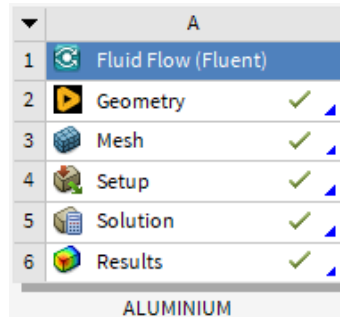 A
1 Fluid Flow (Fluent)
2 Geometry
3 Mesh
4 Setup
5 Solution
6 Results
ALUMINIUM